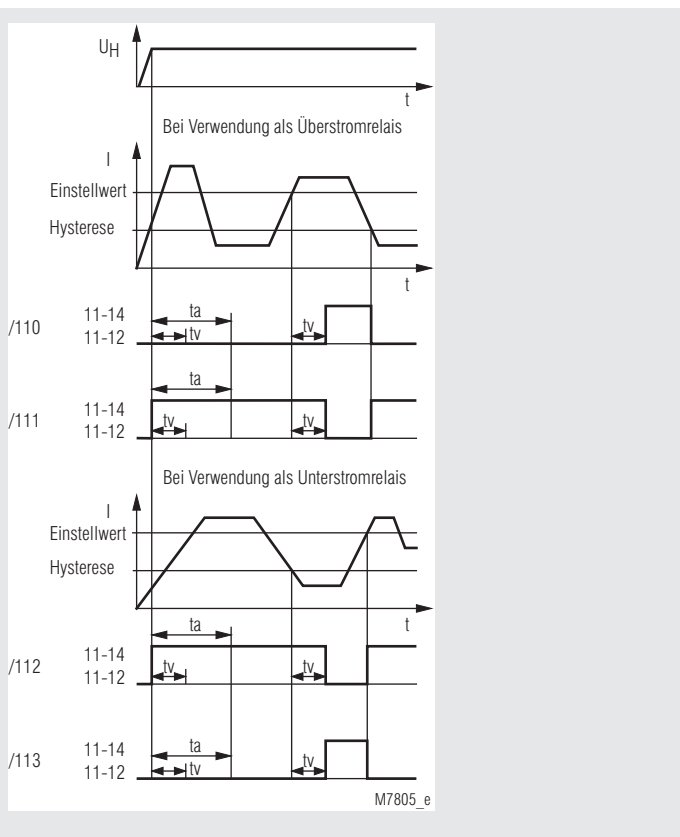 UH
t
Bei Verwendung als Überstromrelais
I
Einstellwert
Hysterese
t
/110 11-14 ta
11-12 tv tv
ta
/111 11-14
11-12 tv tv
Bei Verwendung als Unterstromrelais
I
Einstellwert
Hysterese
t
ta
/112 11-14
11-12 tv tv
/113 11-14 ta
11-12 tv tv
M7805_e